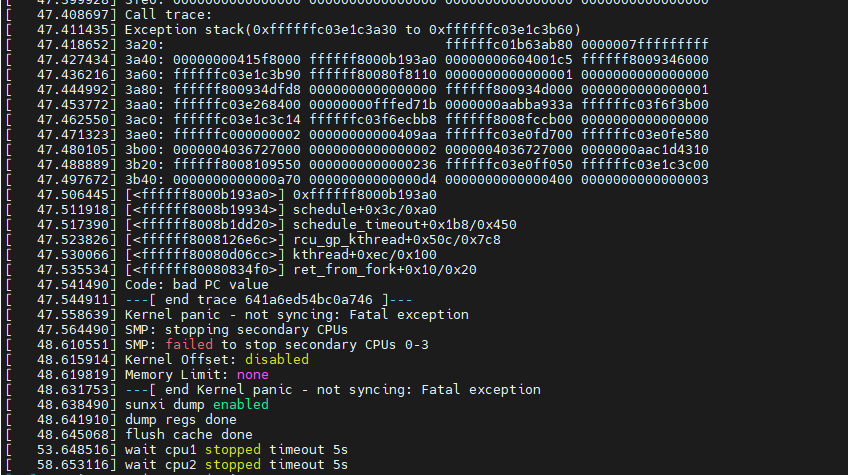 [   47.408697] Call trace:
[   47.411435] Exception stack(0xffffffc03e1c3a30 to 0xffffffc03e1c3b60)
[   47.418652] 3a20:                                   ffffffc01b63ab80 0000007fffffffff
[   47.427434] 3a40: 00000000415f8000 ffffff8000b193a0 00000000604001c5 ffffff8009346000
[   47.436216] 3a60: ffffffc03e1c3b90 ffffff80080f8110 0000000000000001 0000000000000000
[   47.444992] 3a80: ffffff800934dfd8 0000000000000000 ffffff800934d000 0000000000000001
[   47.453772] 3aa0: ffffffc03e268400 00000000fffed71b 0000000aabba933a ffffffc03f6f3b00
[   47.462550] 3ac0: ffffffc03e1c3c14 ffffffc03f6ecbb8 ffffff8008fccb00 0000000000000000
[   47.471323] 3ae0: ffffffc000000002 00000000000409aa ffffffc03e0fd700 ffffffc03e0fe580
[   47.480105] 3b00: 0000004036727000 0000000000000002 0000004036727000 0000000aac1d4310
[   47.488889] 3b20: ffffff8008109550 0000000000000236 ffffffc03e0ff050 ffffffc03e1c3c00
[   47.497672] 3b40: 0000000000000a70 00000000000000d4 0000000000000400 0000000000000003
[   47.506445] [<ffffff8000b193a0>] 0xffffff8000b193a0
[   47.511918] [<ffffff8008b19934>] schedule+0x3c/0xa0
[   47.517390] [<ffffff8008b1dd20>] schedule_timeout+0x1b8/0x450
[   47.523826] [<ffffff8008126e6c>] rcu_gp_kthread+0x50c/0x7c8
[   47.530066] [<ffffff80080d06cc>] kthread+0xec/0x100
[   47.535534] [<ffffff80080834f0>] ret_from_fork+0x10/0x20
[   47.541490] Code: bad PC value
[   47.544911] ---[ end trace 641a6ed54bc0a746 ]---
[   47.558639] Kernel panic - not syncing: Fatal exception
[   47.564490] SMP: stopping secondary CPUs
[   48.610551] SMP: failed to stop secondary CPUs 0-3
[   48.615914] Kernel Offset: disabled
[   48.619819] Memory Limit: none
[   48.631753] ---[ end Kernel panic - not syncing: Fatal exception
[   48.638490] sunxi dump enabled
[   48.641910] dump regs done
[   48.645068] flush cache done
[   53.648516] wait cpu1 stopped timeout 5s
[   58.653116] wait cpu2 stopped timeout 5s